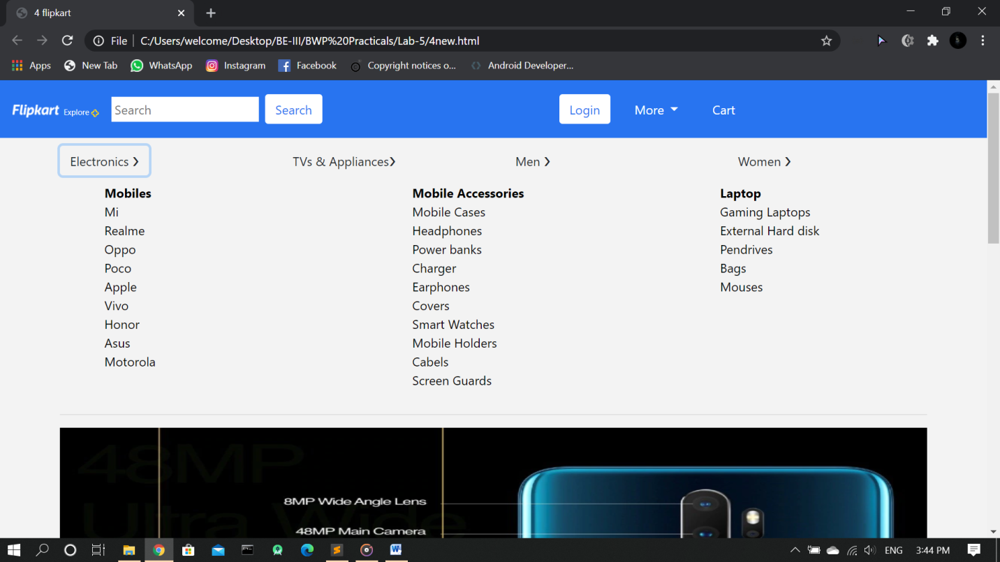 4 flipkart
File C:/Users/welcome/Desktop/BE-III/BWP%20Practicals/Lab-5/4new.html
Apps New Tab WhatsApp Instagram Facebook Copyright notices o... Android Developer...
Flipkart Explore Search Search Login More Cart
Electronics TVs & Appliances Men Women
Mobiles
Mi
Realme
Oppo
Poco
Apple
Vivo
Honor
Asus
Motorola
Mobile Accessories
Mobile Cases
Headphones
Power banks
Charger
Earphones
Covers
Smart Watches
Mobile Holders
Cabels
Screen Guards
Laptop
Gaming Laptops
External Hard disk
Pendrives
Bags
Mouses
48MP
Ultra Wide
8MP Wide Angle Lens
48MP Main Camera
ENG 3:44 PM